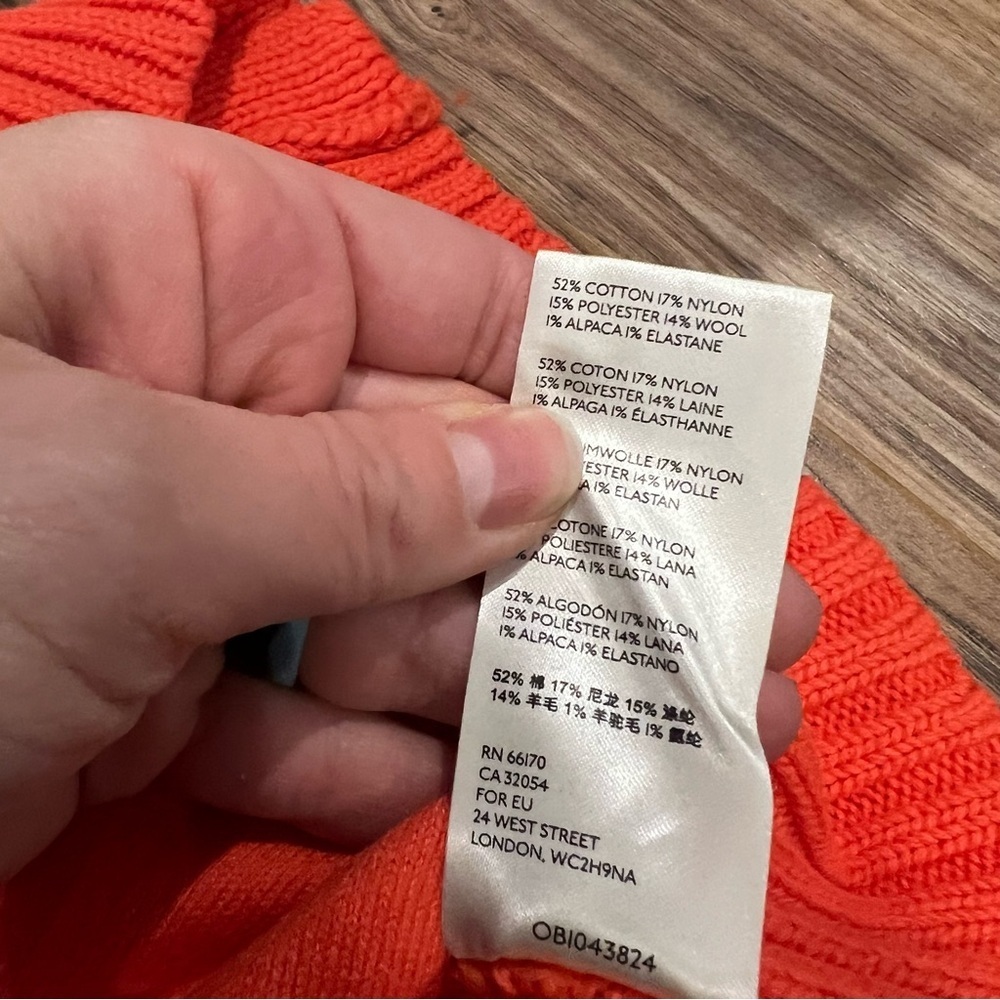 52% COTTON 17% NYLON
15% POLYESTER 14% WOOL
1% ALPACA 1% ELASTANE
52% COTON 17% NYLON
15% POLYESTER 14% LAINE
1% ALPAGA 1% ÉLASTHANNE
17% NYLON
14% WOLLE
1% ELASTAN
17% NYLON
POLIESTERE 14% LANA
ALPACA 1% ELASTAN
52% ALGODÓN 17% NYLON
15% POLIÉSTER 14% LANA
1% ALPACA 1% ELASTANO
52% 棉 17% 尼龙 15% 涤纶
14% 羊毛 1% 羊驼毛 1% 氨纶
RN 66170
CA 32054
FOR EU
24 WEST STREET
LONDON, WC2H9NA
OB1043824